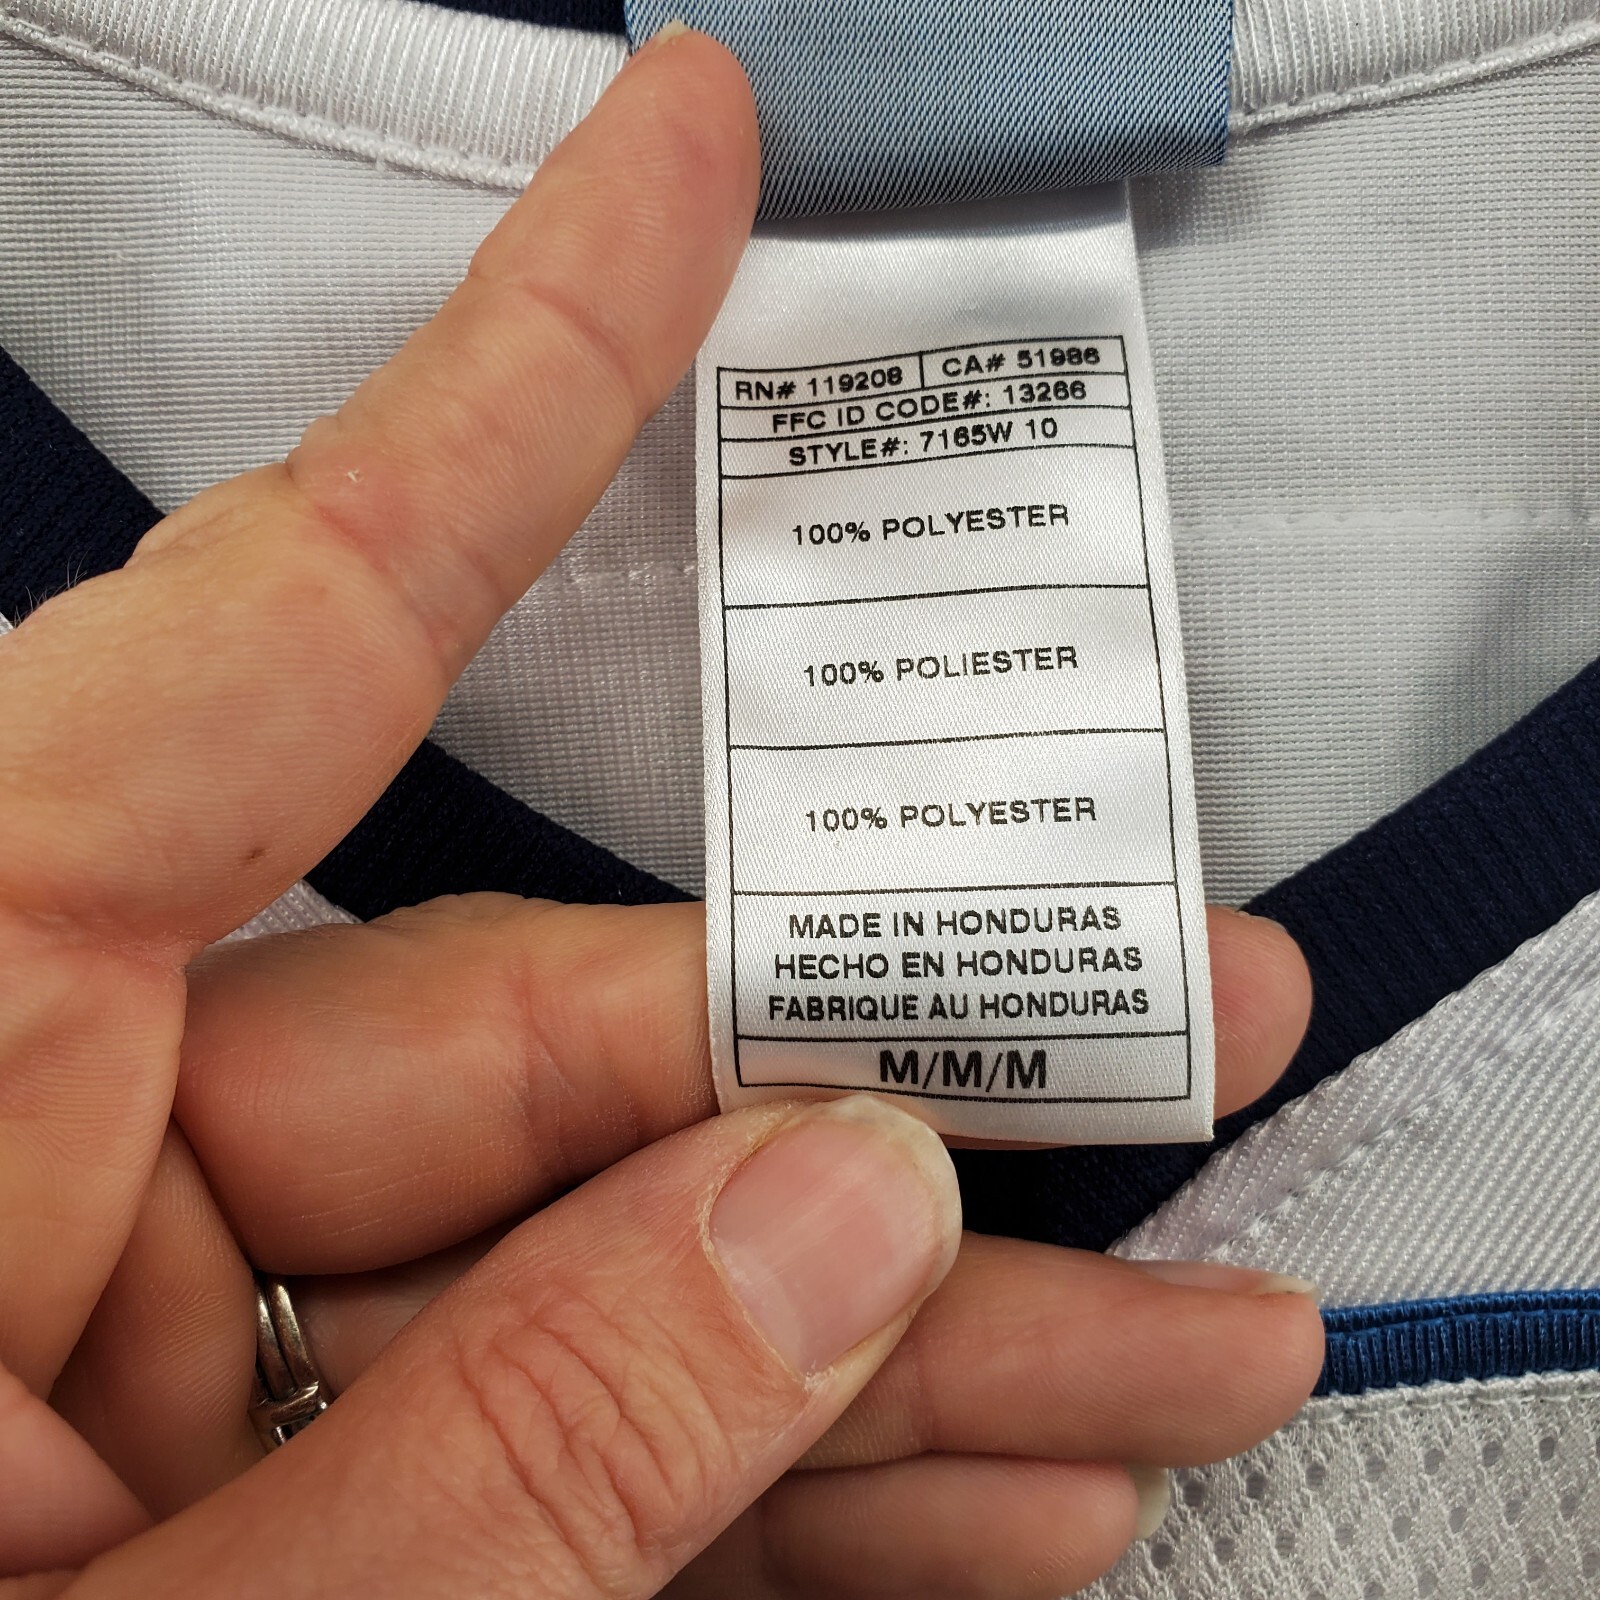 RN# 119208 CA# 51986
FFC ID CODE#: 13266
STYLE#: 7165W 10
100% POLYESTER
100% POLIESTER
100% POLYESTER
MADE IN HONDURAS
HECHO EN HONDURAS
FABRIQUE AU HONDURAS
M/M/M